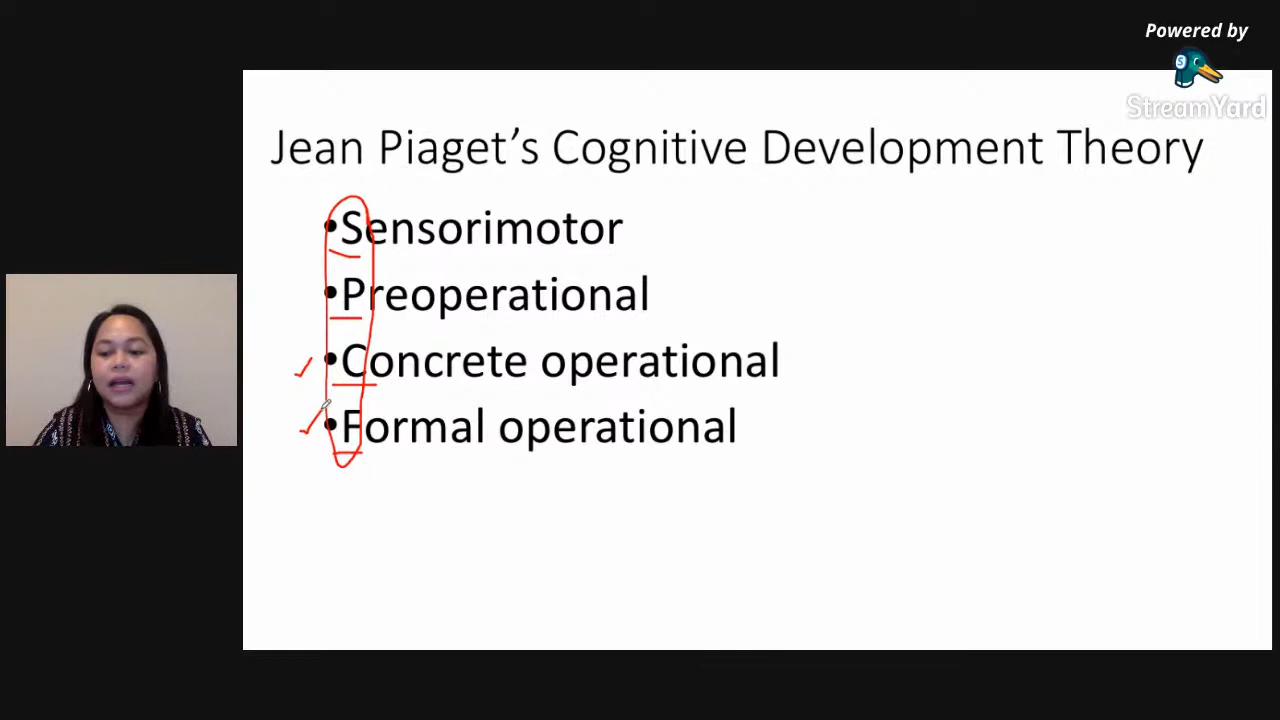 Powered by
StreamYard
Jean Piaget’s Cognitive Development Theory
•Sensorimotor
•Preoperational
•Concrete operational
•Formal operational